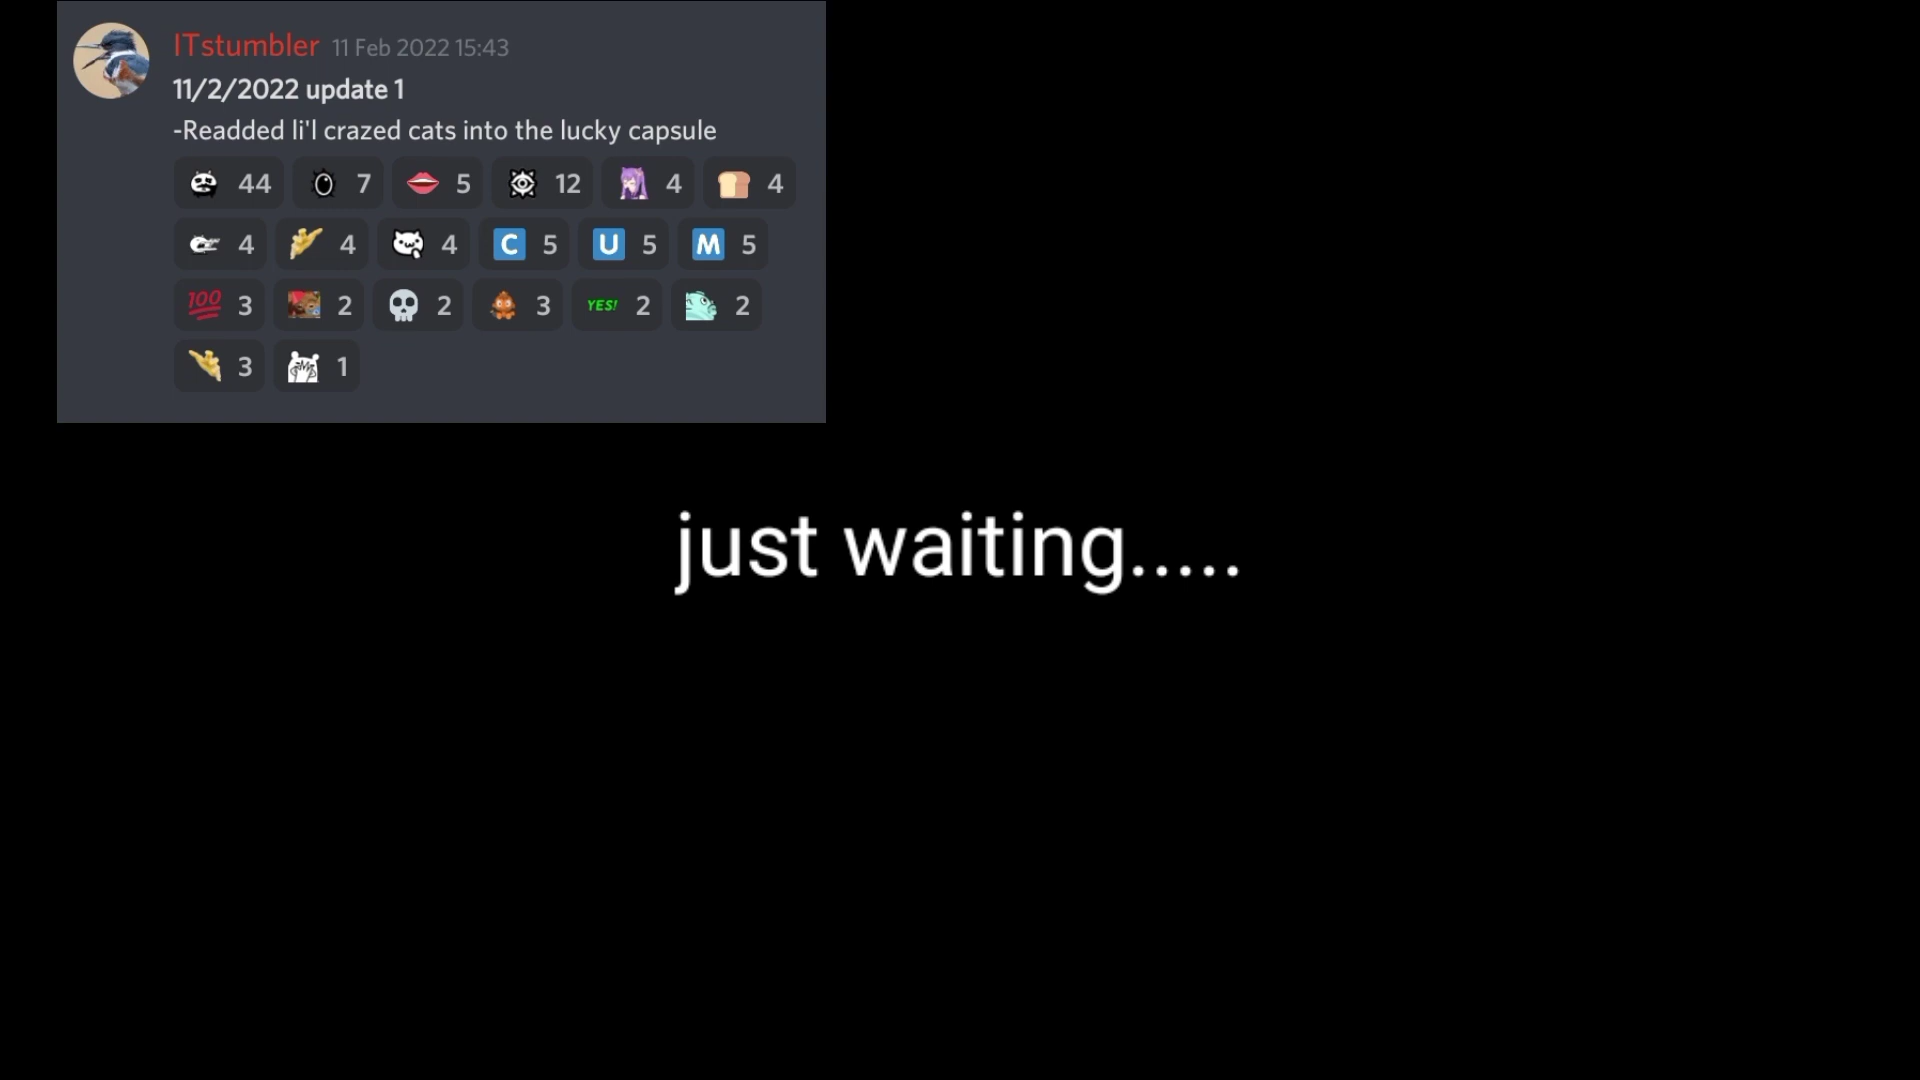 ITstumbler 11 Feb 2022 15:43
11/2/2022 update 1
-Readded li'l crazed cats into the lucky capsule
44 7 5 12 4 4
4 4 4 C 5 U 5 M 5
100 3 2 2 3 YES! 2 2
3 1
just waiting.....